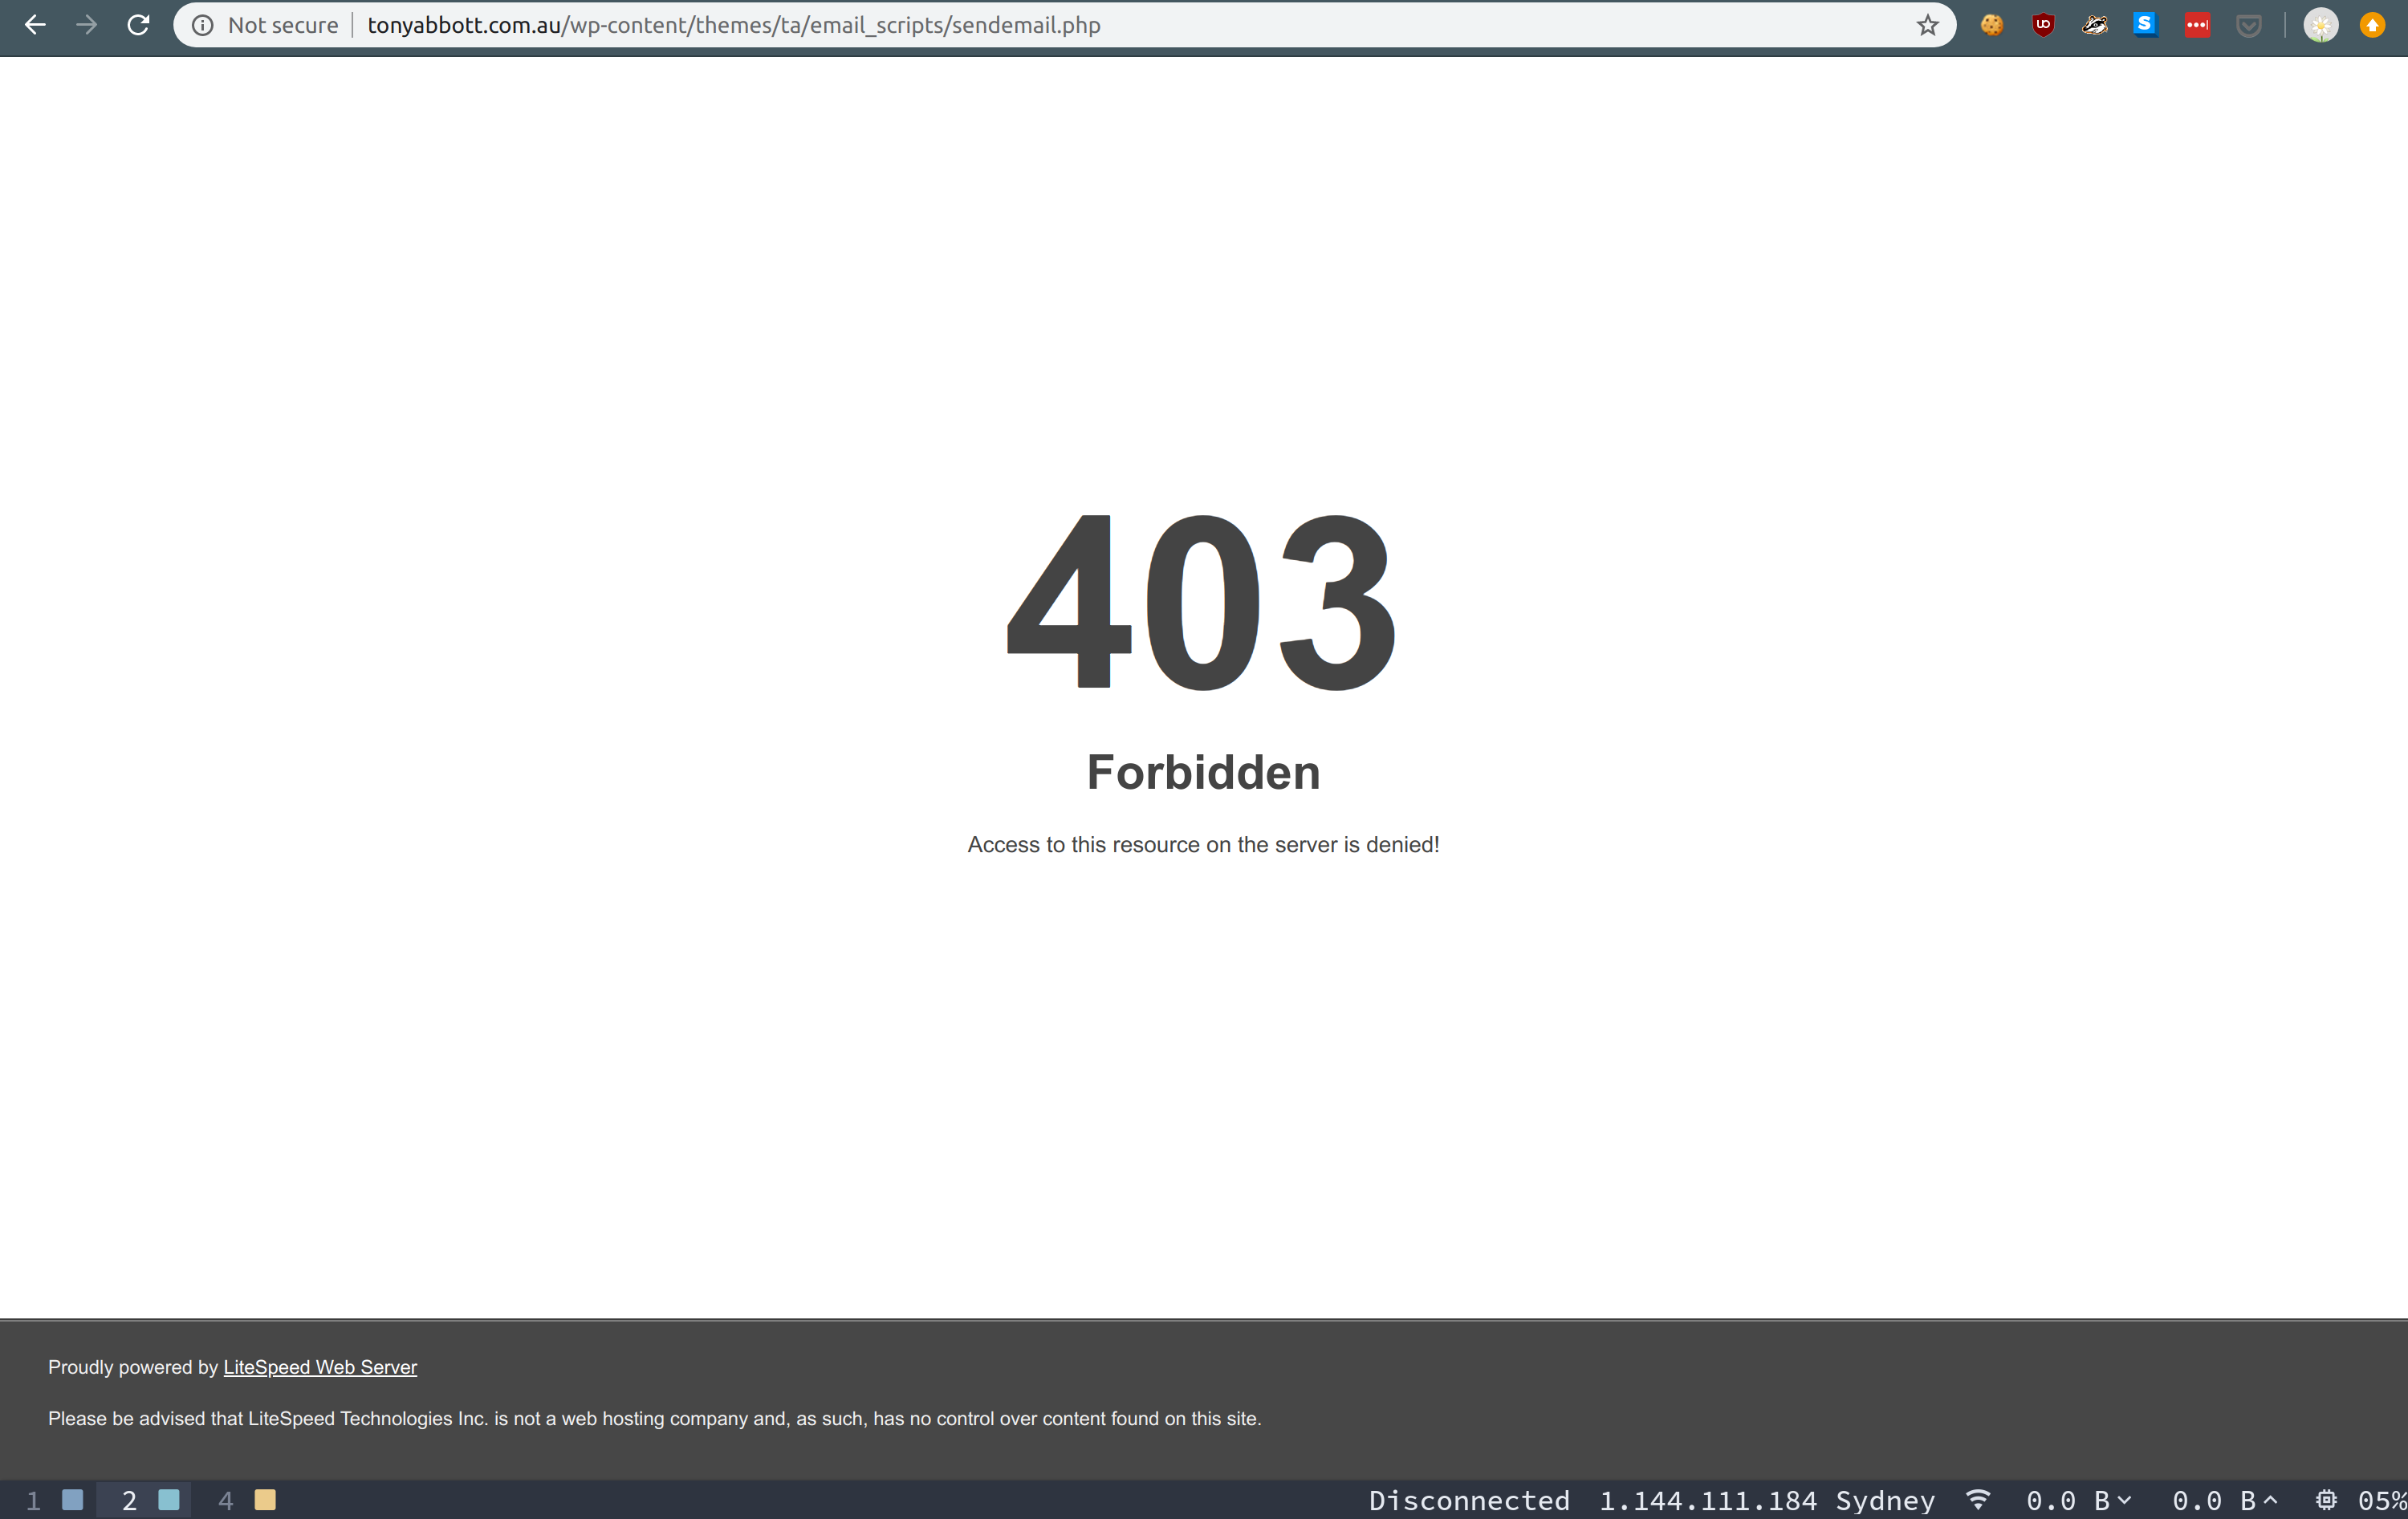 Not secure tonyabbott.com.au/wp-content/themes/ta/email_scripts/sendemail.php
403
Forbidden
Access to this resource on the server is denied!
Proudly powered by LiteSpeed Web Server
Please be advised that LiteSpeed Technologies Inc. is not a web hosting company and, as such, has no control over content found on this site.
1 2 4 Disconnected 1.144.111.184 Sydney 0.0 B 0.0 B 05%